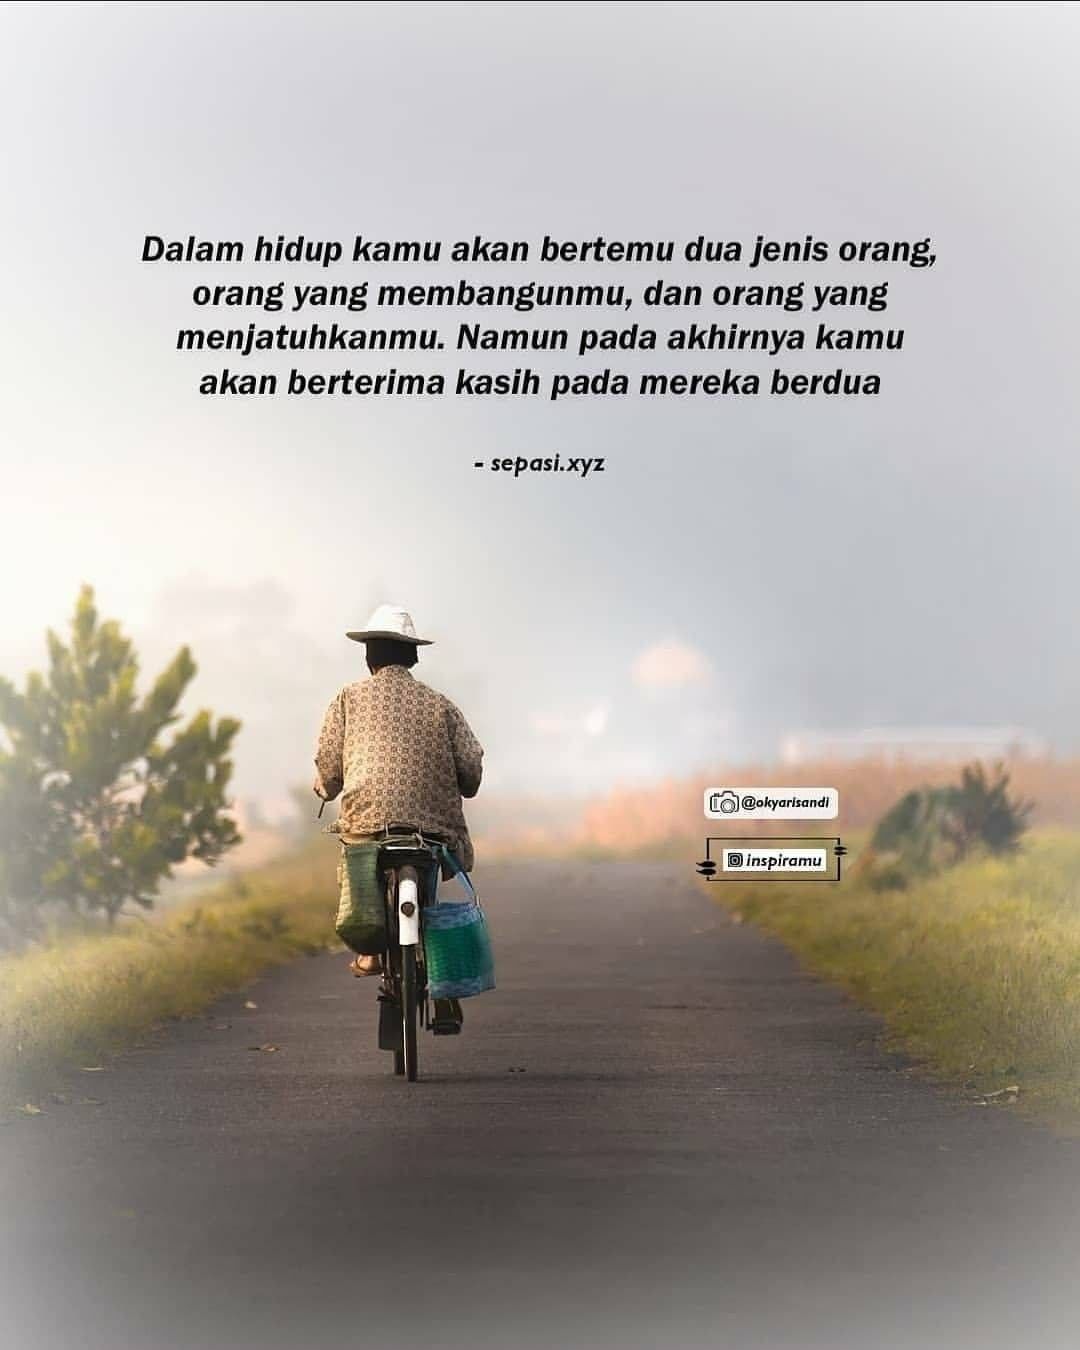 Dalam hidup kamu akan bertemu dua jenis orang,
orang yang membangunmu, dan orang yang
menjatuhkanmu. Namun pada akhirnya kamu
akan berterima kasih pada mereka berdua
- sepasi.xyz
@okyarisandi
inspiramu